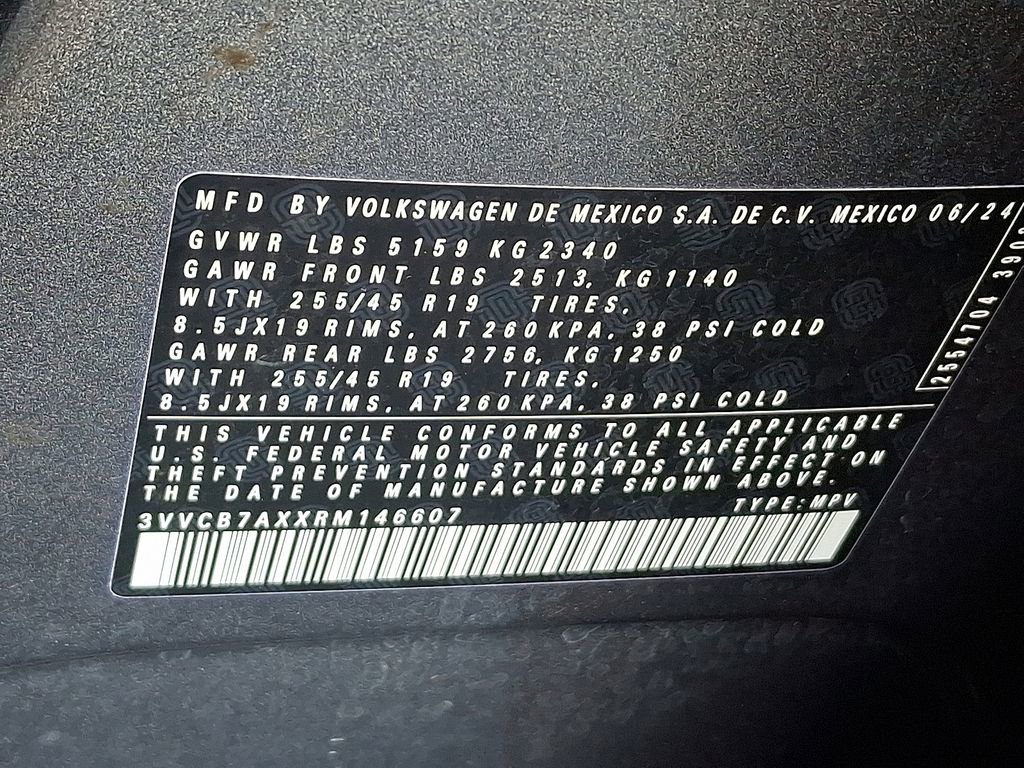 MFD BY VOLKSWAGEN DE MEXICO S.A. DE C.V. MEXICO 06/24
GVWR LBS 5159 KG 2340
GAWR FRONT LBS 2513, KG 1140
WITH 255/45 R19 TIRES,
8.5JX19 RIMS, AT 260 KPA, 38 PSI COLD
GAWR REAR LBS 2756, KG 1250
WITH 255/45 R19 TIRES,
8.5JX19 RIMS, AT 260 KPA, 38 PSI COLD
THIS VEHICLE CONFORMS TO ALL APPLICABLE
U.S. FEDERAL MOTOR VEHICLE SAFETY AND
THEFT PREVENTION STANDARDS IN EFFECT ON
THE DATE OF MANUFACTURE SHOWN ABOVE.
TYPE: MPV
3VVCB7AXXRM146607
2554704